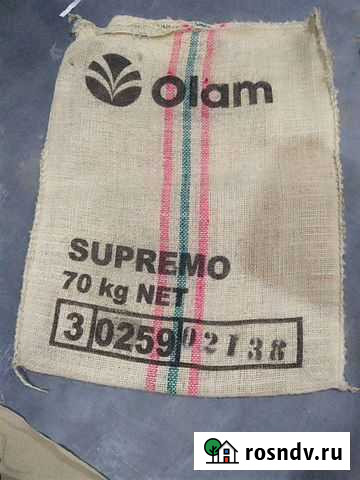 Olam
SUPREMO
70 kg NET
3 0259 02138
rosndv.ru